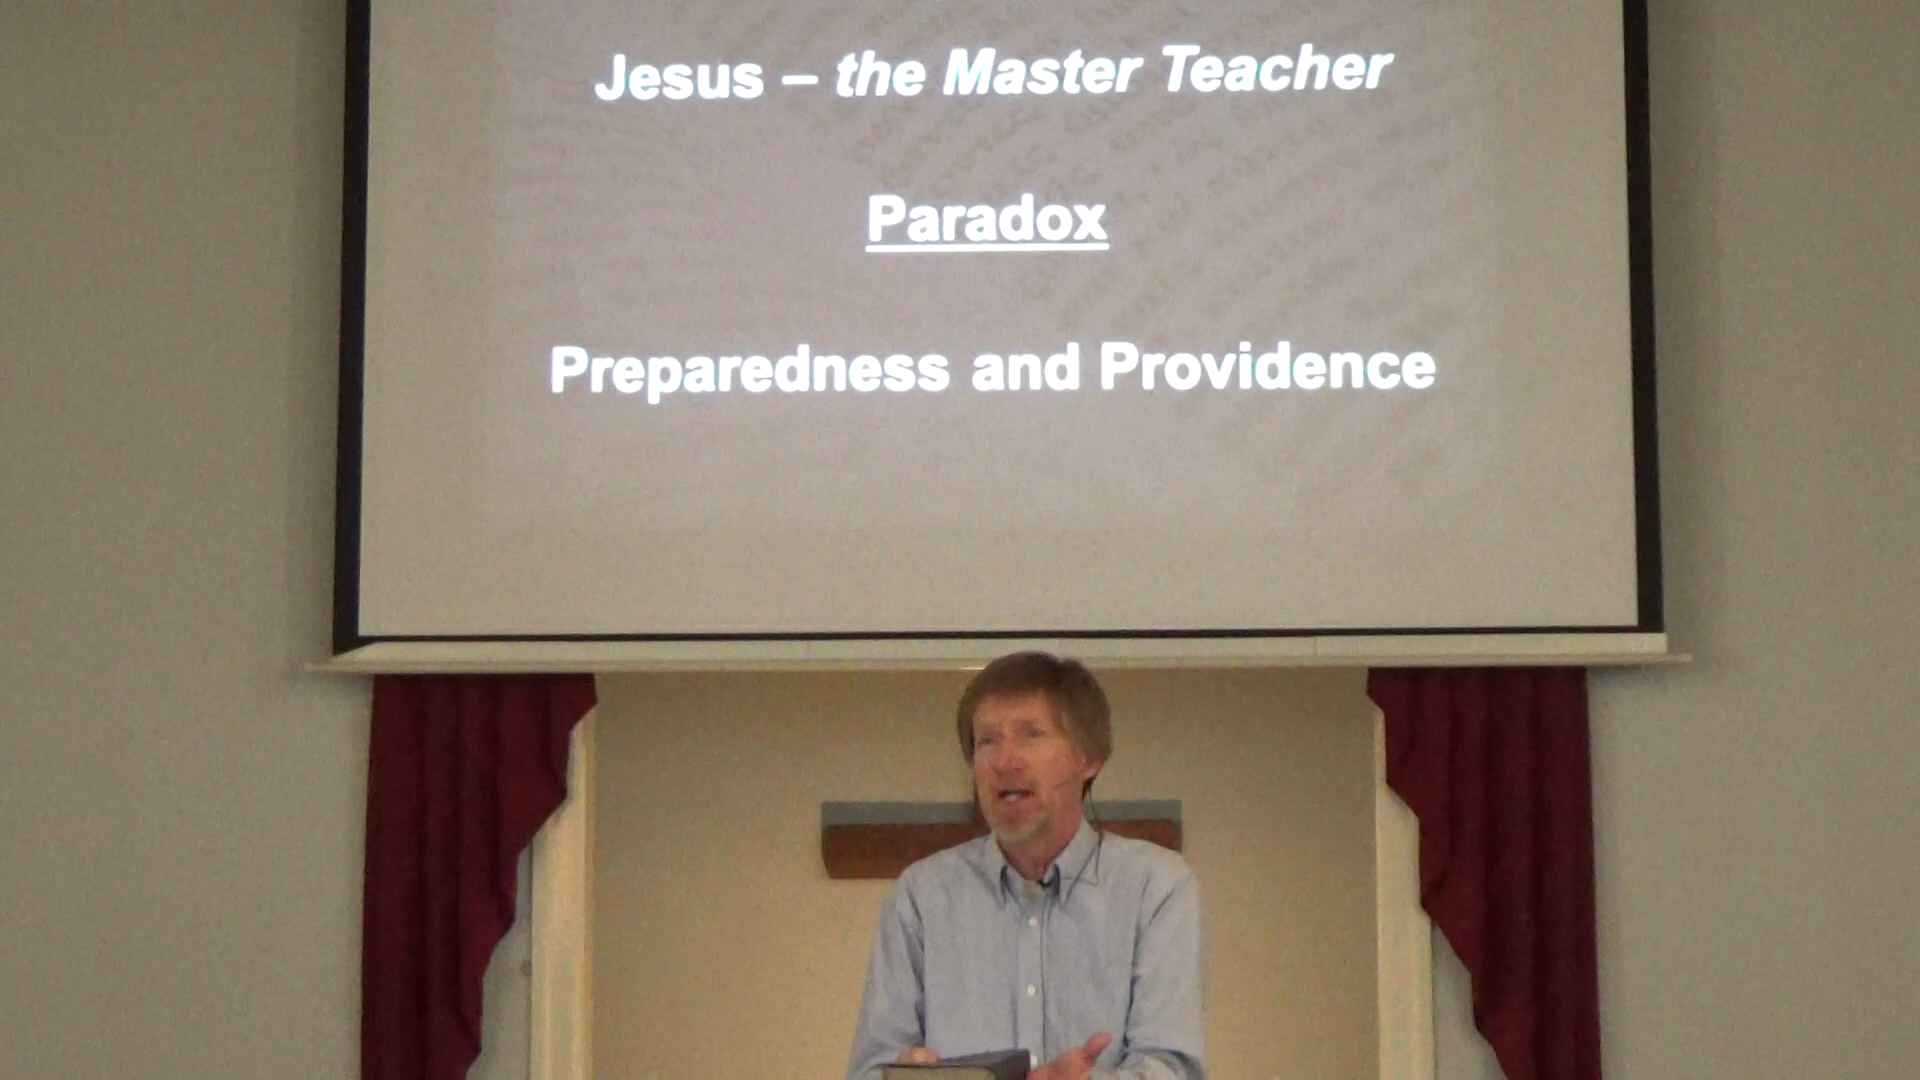 Jesus – the Master Teacher
Paradox
Preparedness and Providence